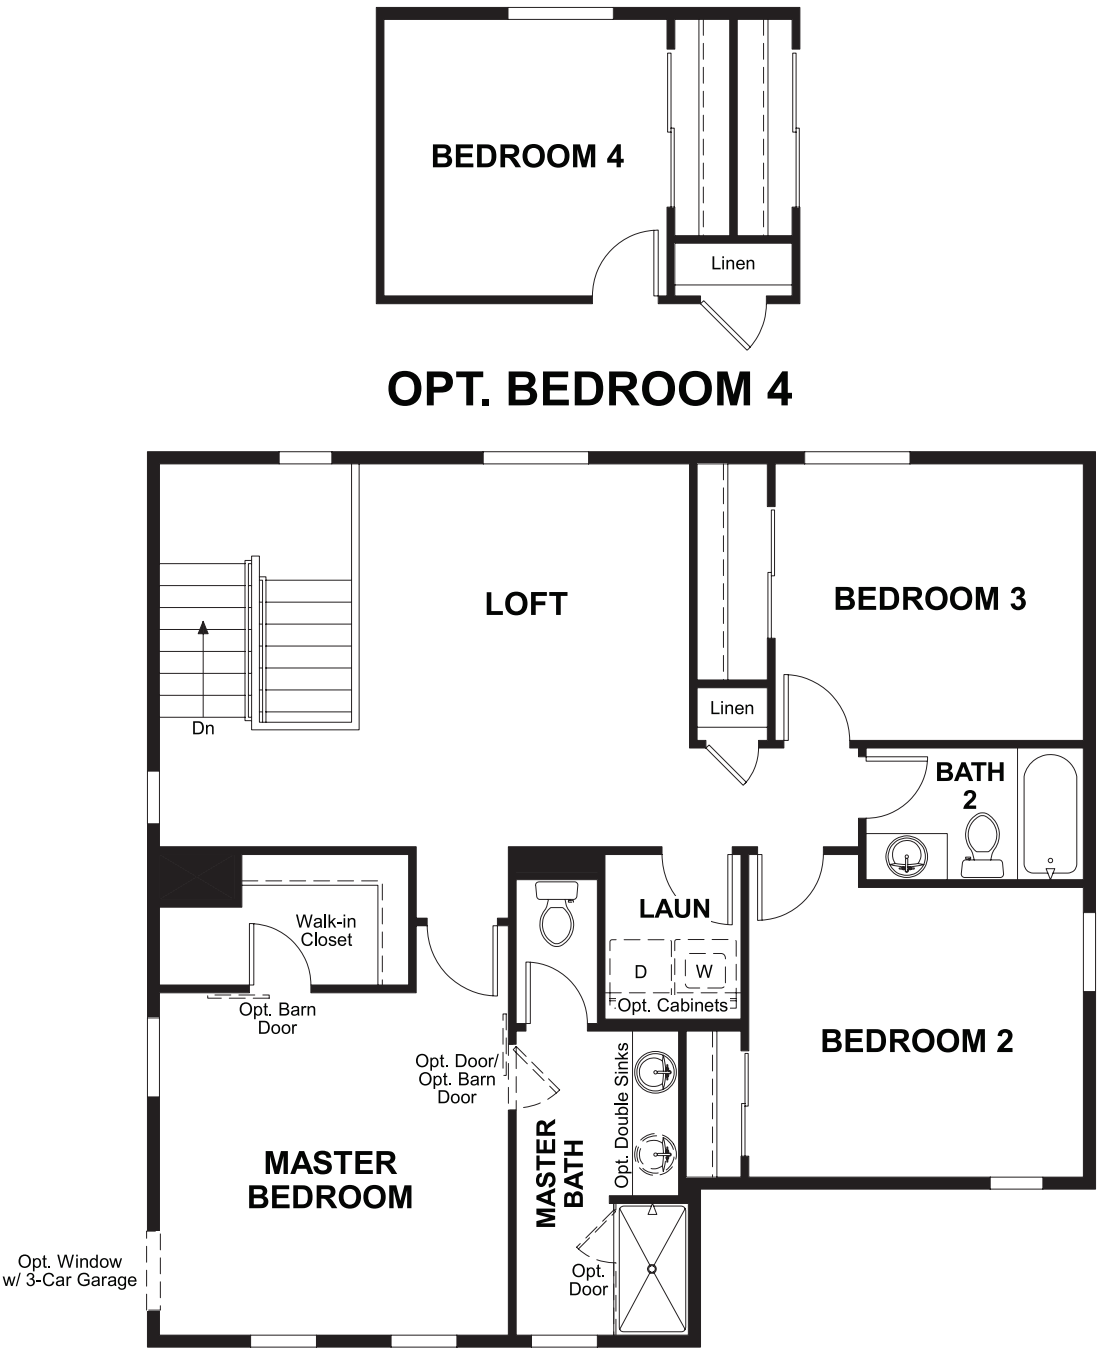 BEDROOM 4
Linen
OPT. BEDROOM 4
LOFT
BEDROOM 3
Dn
Linen
BATH
2
Walk-in
Closet
LAUN
D
W
Opt. Cabinets
Opt. Barn
Door
Opt. Door/
Opt. Barn
Door
Opt. Double Sinks
BEDROOM 2
MASTER
BATH
MASTER
BEDROOM
Opt. Window
w/ 3-Car Garage
Opt.
Door